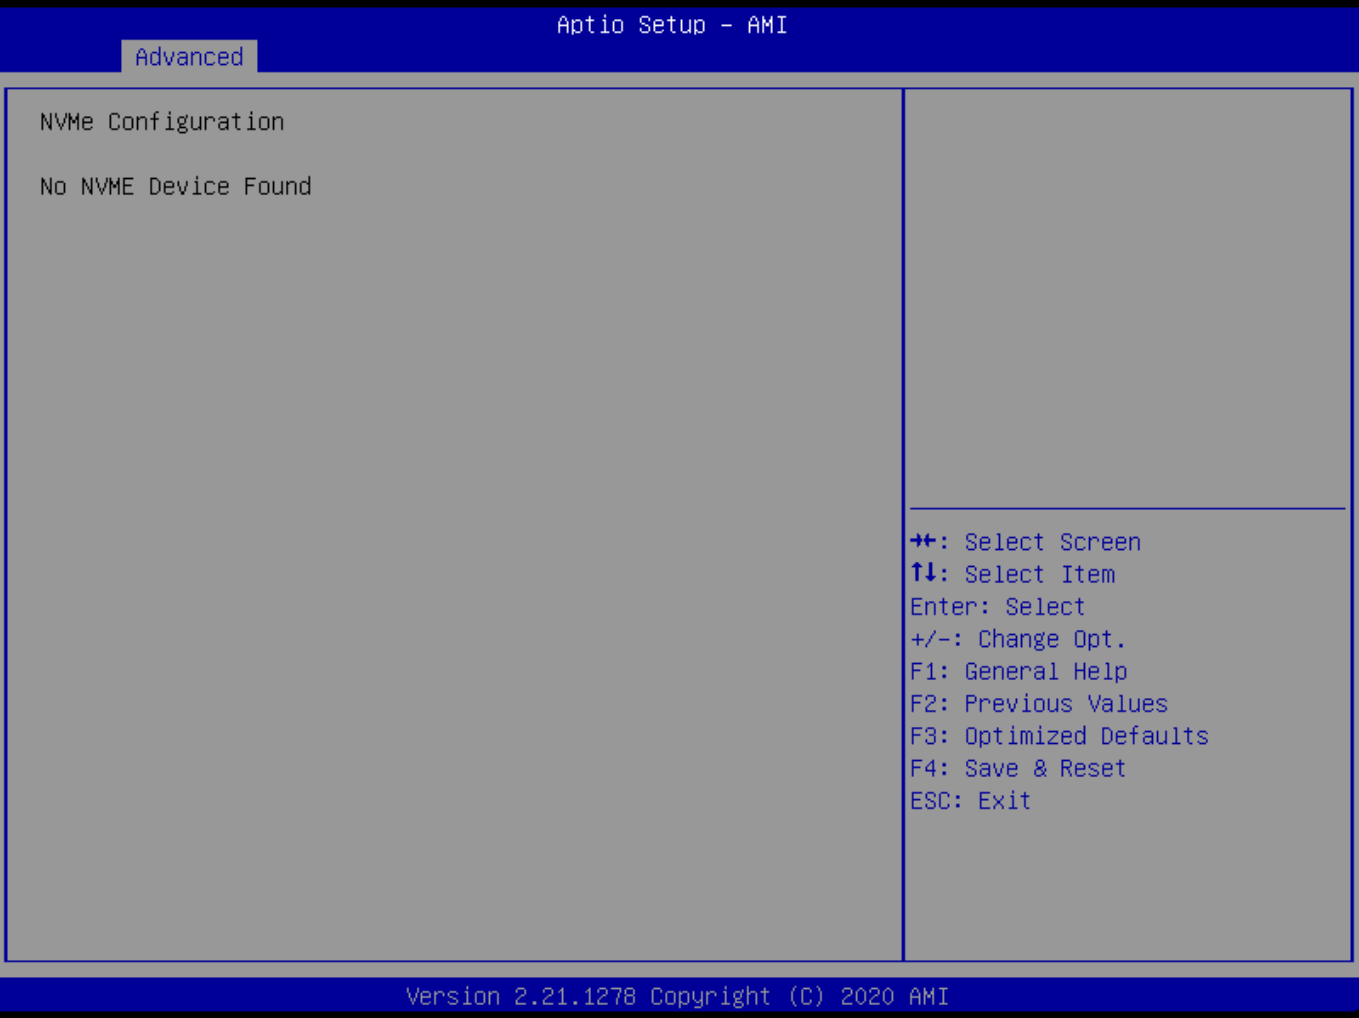 Aptio Setup – AMI
Advanced
NVMe Configuration
No NVME Device Found
→←: Select Screen
↑↓: Select Item
Enter: Select
+/-: Change Opt.
F1: General Help
F2: Previous Values
F3: Optimized Defaults
F4: Save & Reset
ESC: Exit
Version 2.21.1278 Copyright (C) 2020 AMI